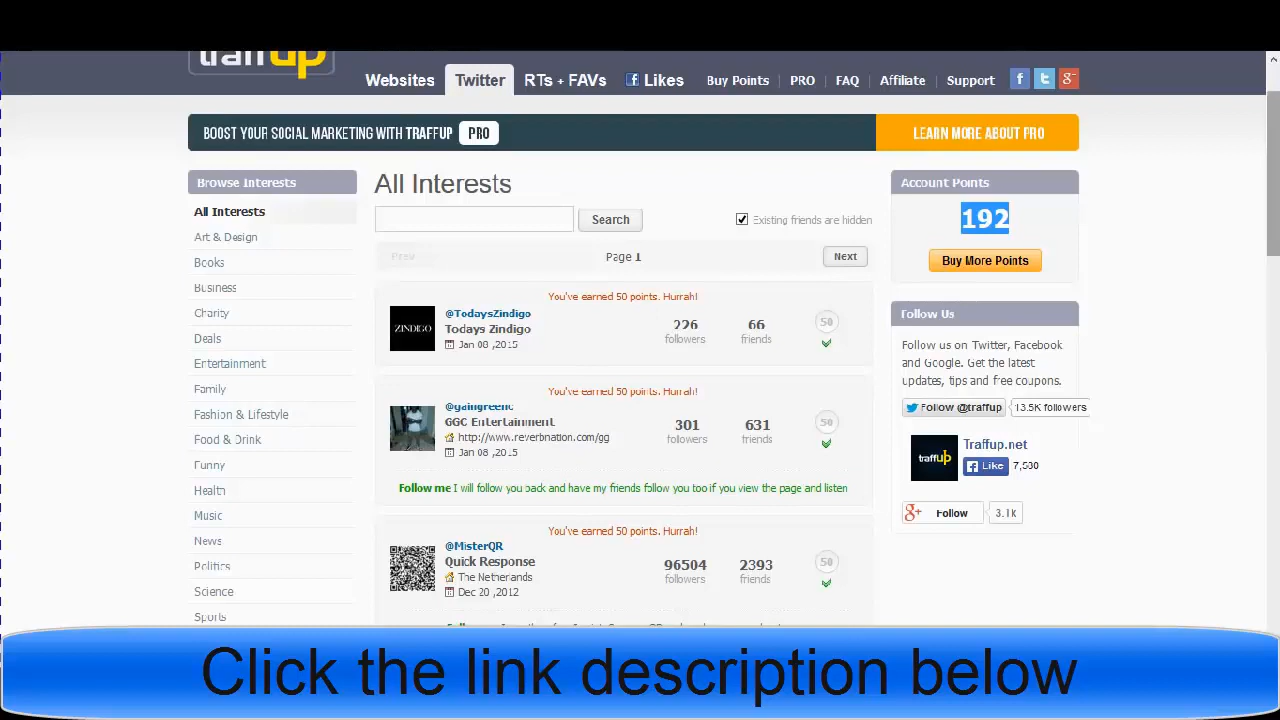 traffup
Websites Twitter RTs + FAVs Likes Buy Points PRO FAQ Affiliate Support
BOOST YOUR SOCIAL MARKETING WITH TRAFFUP PRO LEARN MORE ABOUT PRO
Browse Interests
All Interests
Art & Design
Books
Business
Charity
Deals
Entertainment
Family
Fashion & Lifestyle
Food & Drink
Funny
Health
Music
News
Politics
Science
Sports
All Interests
Search Existing friends are hidden
Prev Page 1 Next
You've earned 50 points. Hurrah!
ZINDIGO
@TodaysZindigo
Todays Zindigo
Jan 08 ,2015
226 66 50
followers friends
You've earned 50 points. Hurrah!
@gaingreenc
GGC Entertainment
http://www.reverbnation.com/gg
Jan 08 ,2015
301 631 50
followers friends
Follow me I will follow you back and have my friends follow you too if you view the page and listen
You've earned 50 points. Hurrah!
@MisterQR
Quick Response
The Netherlands
Dec 20 ,2012
96504 2393 50
followers friends
Account Points
192
Buy More Points
Follow Us
Follow us on Twitter, Facebook
and Google. Get the latest
updates, tips and free coupons.
Follow @traffup 13.5K followers
traffup
Traffup.net
Like 7,580
Follow 3.1k
Click the link description below